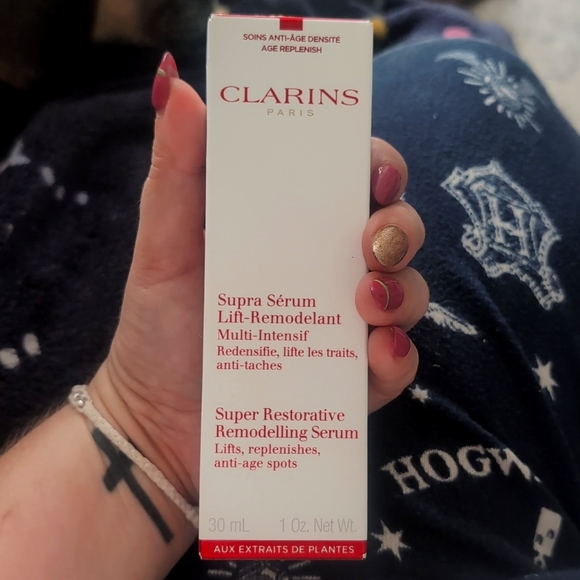 SOINS ANTI-ÂGE DENSITÉ
AGE REPLENISH
CLARINS
PARIS
Supra Sérum
Lift-Remodelant
Multi-Intensif
Redensifie, lifte les traits,
anti-taches
Super Restorative
Remodelling Serum
Lifts, replenishes,
anti-age spots
30 mL 1 Oz. Net Wt.
AUX EXTRAITS DE PLANTES
H
HOGW